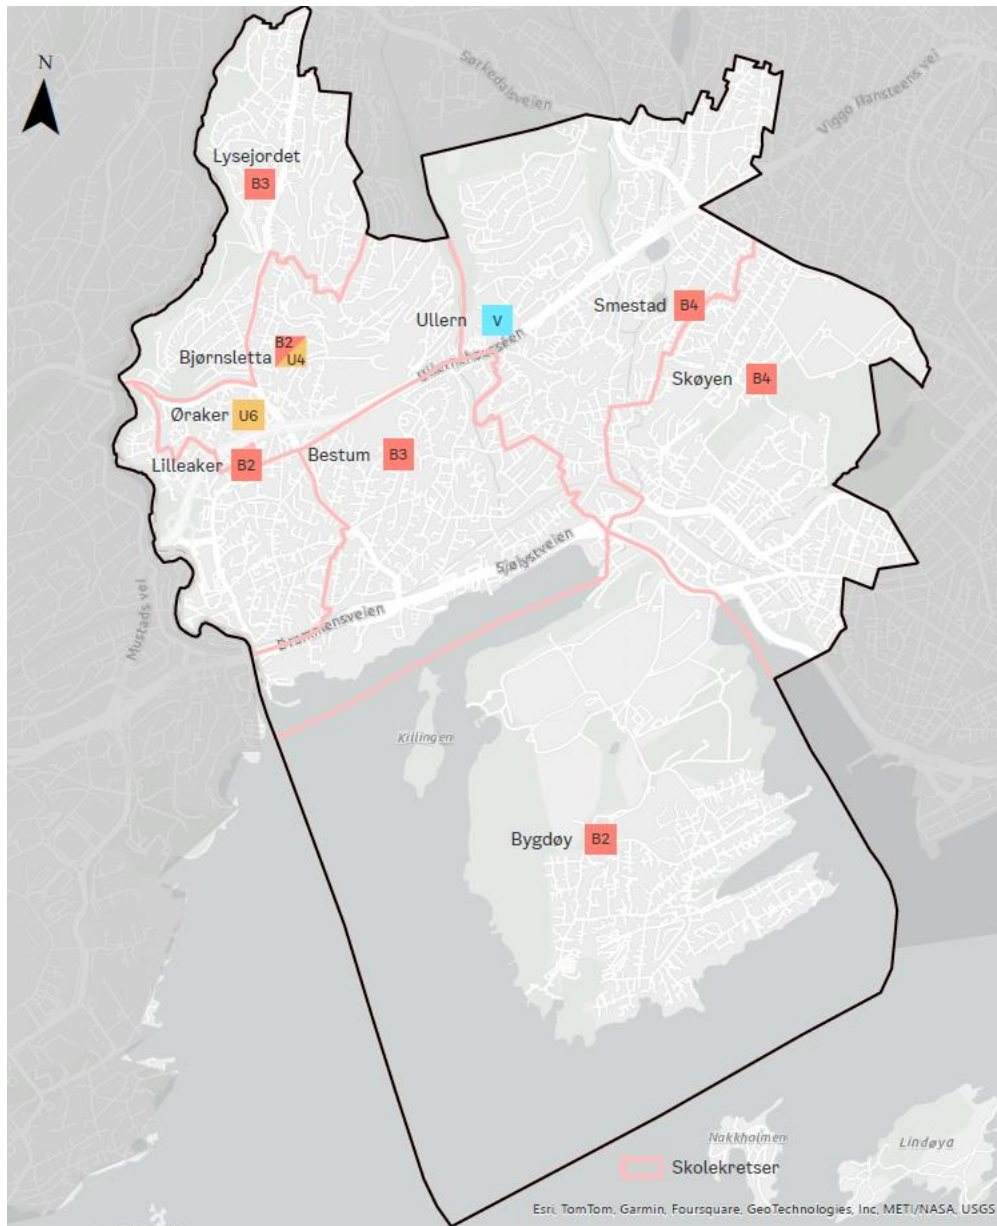 N
Sørkedalsveien
Viggo Hansteens vei
Lysejordet
B3
Smestad
B4
Ullern
V
Bjørnsletta
B2
U4
Skøyen
B4
Øraker
U6
Bestum
B3
Lilleaker
B2
Sjølystveien
Mustads vei
Drammensveien
Killingen
Bygdøy
B2
Nakkholmen
Lindøya
Skolekretser
Esri, TomTom, Garmin, Foursquare, GeoTechnologies, Inc, METI/NASA, USGS